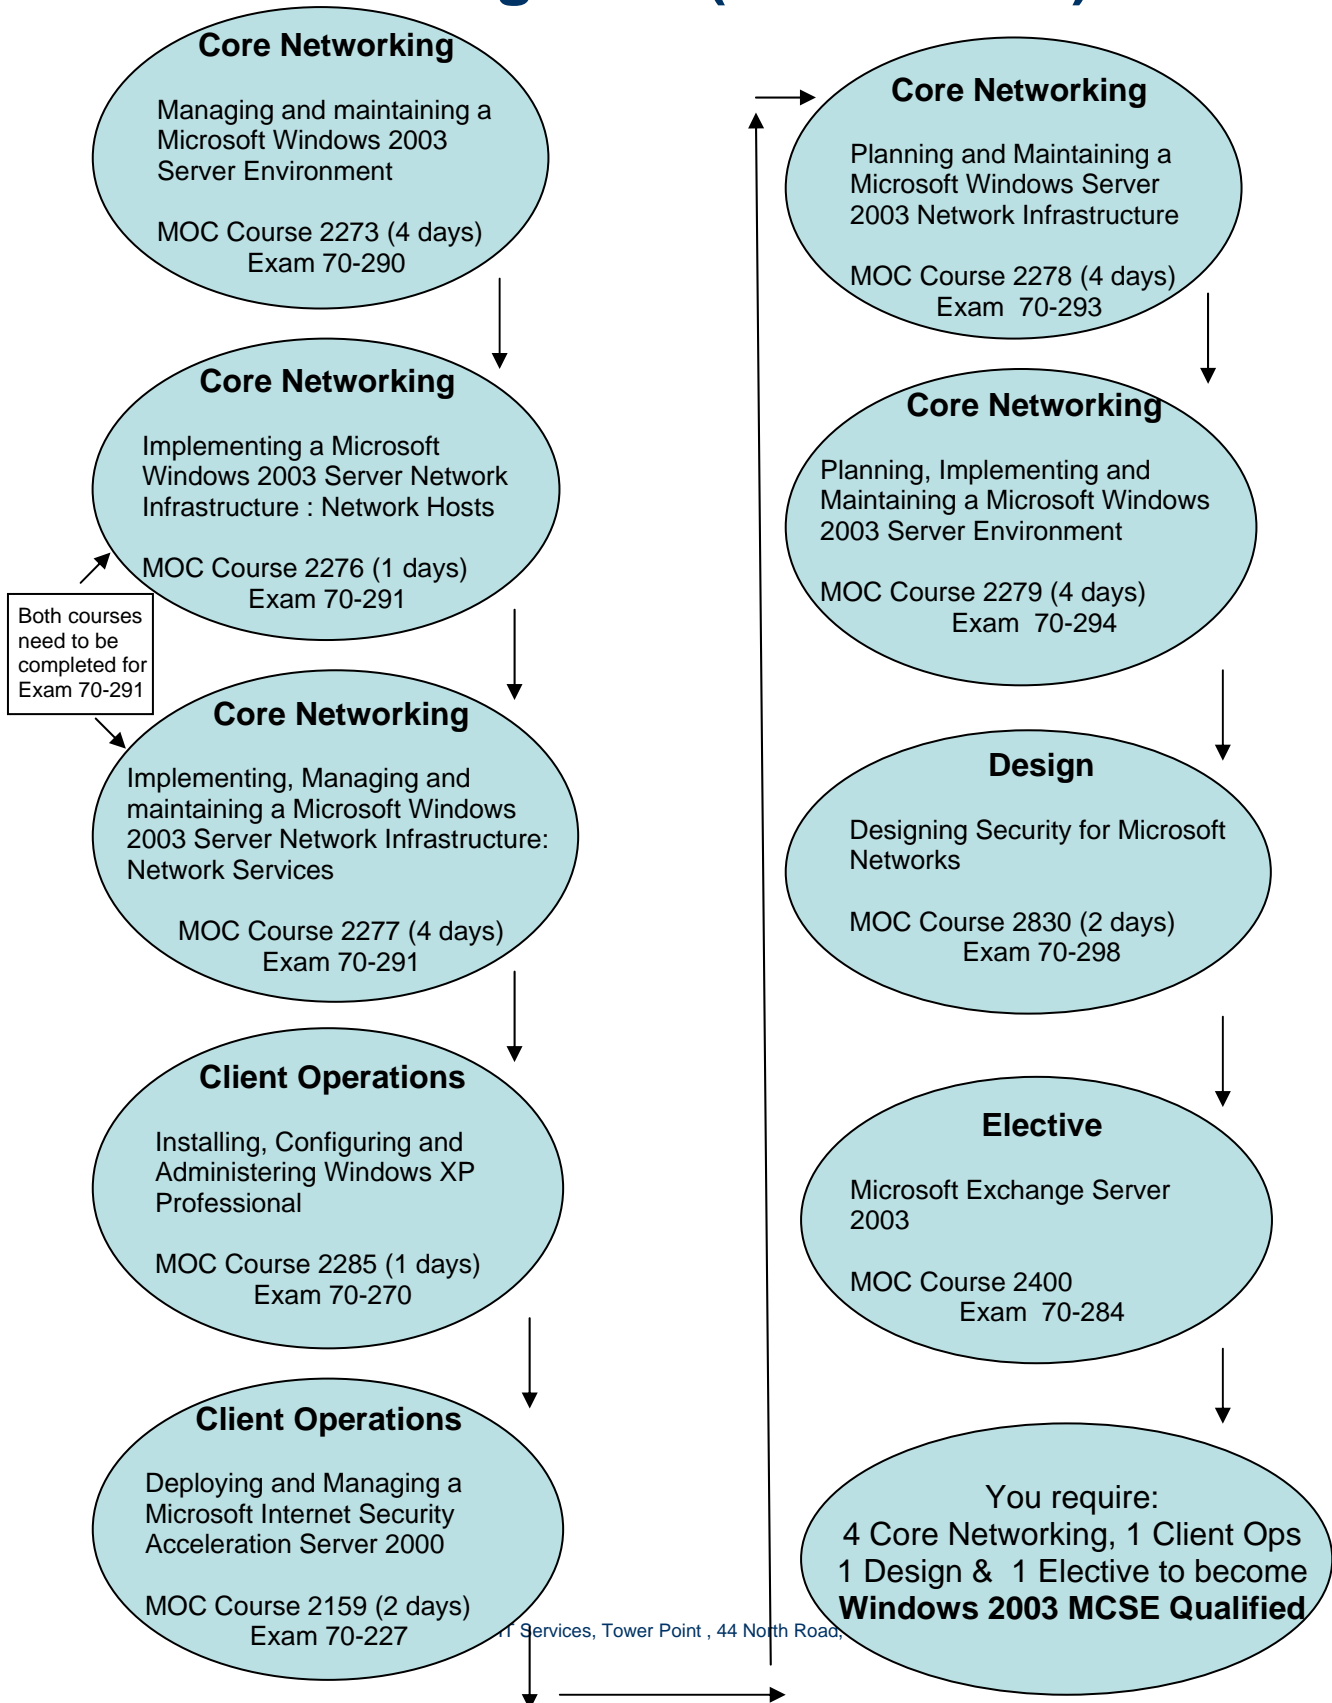 Core Networking
Managing and maintaining a
Microsoft Windows 2003
Server Environment
MOC Course 2273 (4 days)
Exam 70-290
Core Networking
Implementing a Microsoft
Windows 2003 Server Network
Infrastructure : Network Hosts
MOC Course 2276 (1 days)
Exam 70-291
Both courses
need to be
completed for
Exam 70-291
Core Networking
Implementing, Managing and
maintaining a Microsoft Windows
2003 Server Network Infrastructure:
Network Services
MOC Course 2277 (4 days)
Exam 70-291
Client Operations
Installing, Configuring and
Administering Windows XP
Professional
MOC Course 2285 (1 days)
Exam 70-270
Client Operations
Deploying and Managing a
Microsoft Internet Security
Acceleration Server 2000
MOC Course 2159 (2 days)
Exam 70-227
Core Networking
Planning and Maintaining a
Microsoft Windows Server
2003 Network Infrastructure
MOC Course 2278 (4 days)
Exam 70-293
Core Networking
Planning, Implementing and
Maintaining a Microsoft Windows
2003 Server Environment
MOC Course 2279 (4 days)
Exam 70-294
Design
Designing Security for Microsoft
Networks
MOC Course 2830 (2 days)
Exam 70-298
Elective
Microsoft Exchange Server
2003
MOC Course 2400
Exam 70-284
You require:
4 Core Networking, 1 Client Ops
1 Design & 1 Elective to become
Windows 2003 MCSE Qualified
Services, Tower Point , 44 North Road,